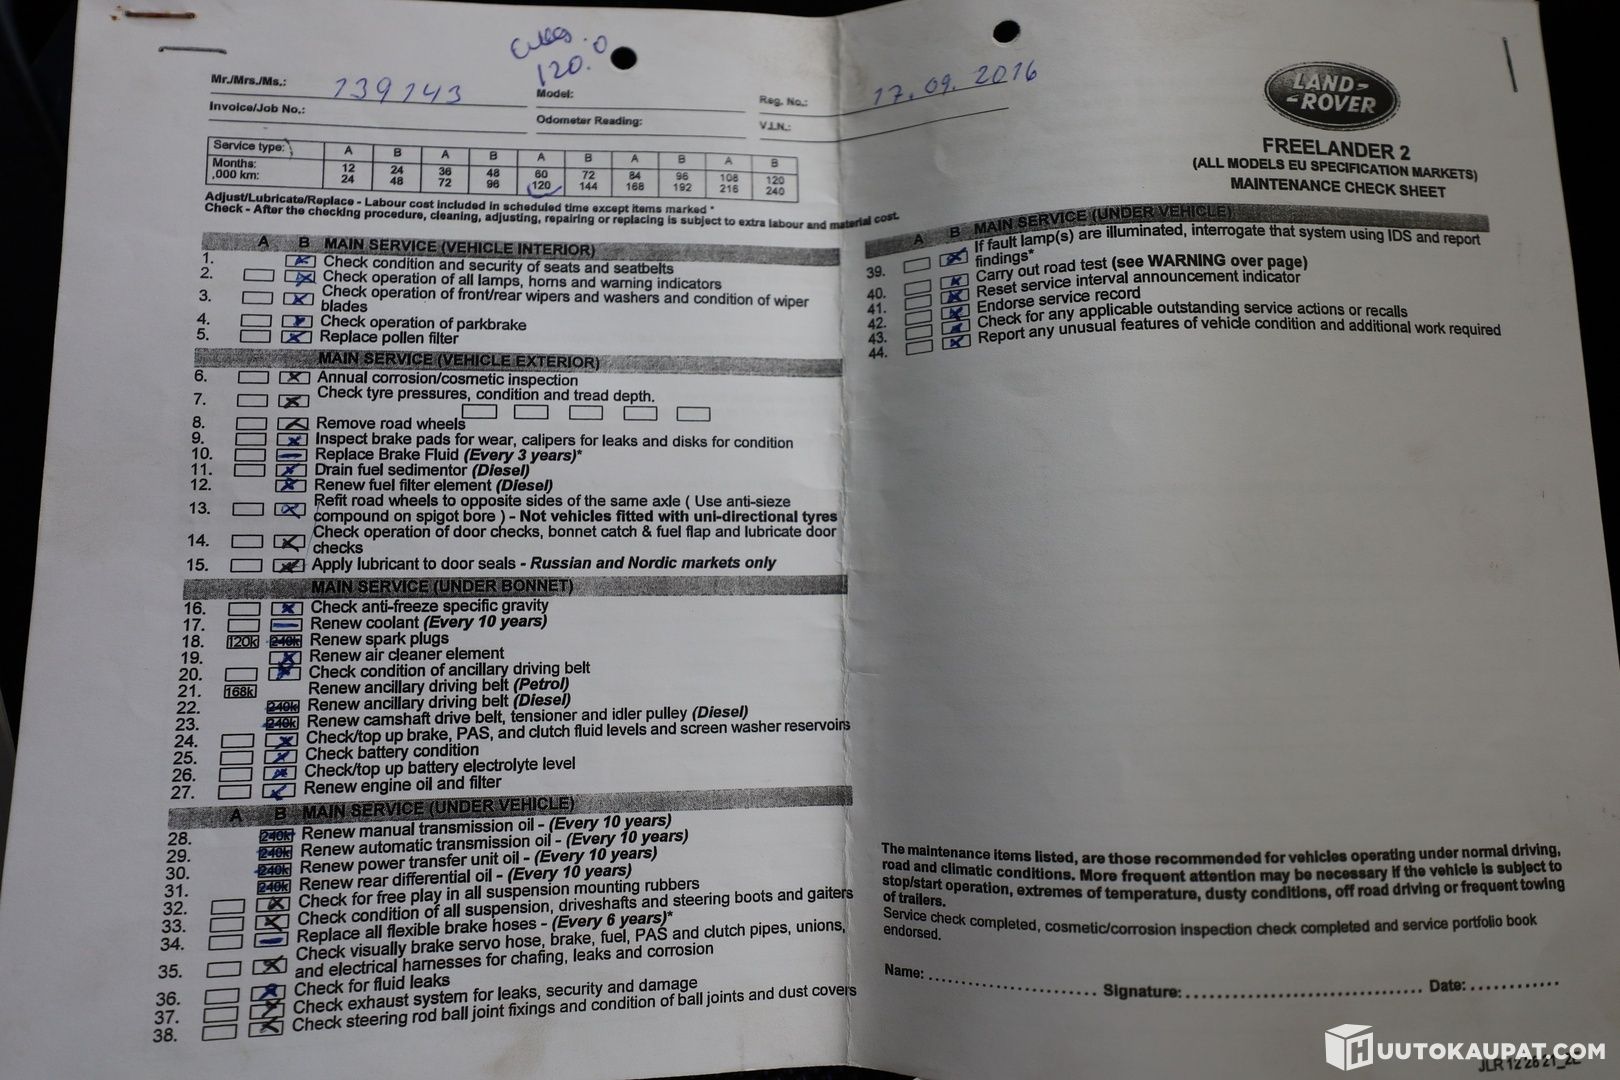 120.0
Mr./Mrs./Ms.: 139143
Model:
Reg. No.: 17.09.2016
Invoice/Job No.:
Odometer Reading:
V.I.N.:
Service type: A B A B A B A A B
Months: 12 24 36 48 60 72 84 96 108 120
,000 km: 24 48 72 96 120 144 168 192 216 240
Adjust/Lubricate/Replace - Labour cost included in scheduled time except items marked *
Check - After the checking procedure, cleaning, adjusting, repairing or replacing is subject to extra labour and material cost.
A B MAIN SERVICE (VEHICLE INTERIOR)
1. Check condition and security of seats and seatbelts
2. Check operation of all lamps, horns and warning indicators
3. Check operation of front/rear wipers and washers and condition of wiper
blades
4. Check operation of parkbrake
5. Replace pollen filter
MAIN SERVICE (VEHICLE EXTERIOR)
6. Annual corrosion/cosmetic inspection
7. Check tyre pressures, condition and tread depth.
8. Remove road wheels
9. Inspect brake pads for wear, calipers for leaks and disks for condition
10. Replace Brake Fluid (Every 3 years)*
11. Drain fuel sedimentor (Diesel)
12. Renew fuel filter element (Diesel)
13. Refit road wheels to opposite sides of the same axle ( Use anti-sieze
compound on spigot bore ) - Not vehicles fitted with uni-directional tyres
14. Check operation of door checks, bonnet catch & fuel flap and lubricate door
checks
15. Apply lubricant to door seals - Russian and Nordic markets only
MAIN SERVICE (UNDER BONNET)
16. Check anti-freeze specific gravity
17. Renew coolant (Every 10 years)
18. 120k 240k Renew spark plugs
19. Renew air cleaner element
20. Check condition of ancillary driving belt
21. 168k Renew ancillary driving belt (Petrol)
22. 240k Renew ancillary driving belt (Diesel)
23. 240k Renew camshaft drive belt, tensioner and idler pulley (Diesel)
24. Check/top up brake, PAS, and clutch fluid levels and screen washer reservoirs
25. Check battery condition
26. Check/top up battery electrolyte level
27. Renew engine oil and filter
A B MAIN SERVICE (UNDER VEHICLE)
28. 240k Renew manual transmission oil - (Every 10 years)
29. 240k Renew automatic transmission oil - (Every 10 years)
30. 240k Renew power transfer unit oil - (Every 10 years)
31. 240k Renew rear differential oil - (Every 10 years)
32. Check for free play in all suspension mounting rubbers
33. Check condition of all suspension, driveshafts and steering boots and gaiters
34. Replace all flexible brake hoses - (Every 6 years)*
35. Check visually brake servo hose, brake, fuel, PAS and clutch pipes, unions,
and electrical harnesses for chafing, leaks and corrosion
36. Check for fluid leaks
37. Check exhaust system for leaks, security and damage
38. Check steering rod ball joint fixings and condition of ball joints and dust covers
LAND-
-ROVER
FREELANDER 2
(ALL MODELS EU SPECIFICATION MARKETS)
MAINTENANCE CHECK SHEET
A B MAIN SERVICE (UNDER VEHICLE)
39. If fault lamp(s) are illuminated, interrogate that system using IDS and report
findings*
40. Carry out road test (see WARNING over page)
41. Reset service interval announcement indicator
42. Endorse service record
43. Check for any applicable outstanding service actions or recalls
44. Report any unusual features of vehicle condition and additional work required
The maintenance items listed, are those recommended for vehicles operating under normal driving,
road and climatic conditions. More frequent attention may be necessary if the vehicle is subject to
stop/start operation, extremes of temperature, dusty conditions, off road driving or frequent towing
of trailers.
Service check completed, cosmetic/corrosion inspection check completed and service portfolio book
endorsed.
Name: Signature: Date:
HUUTOKAUPAT.COM